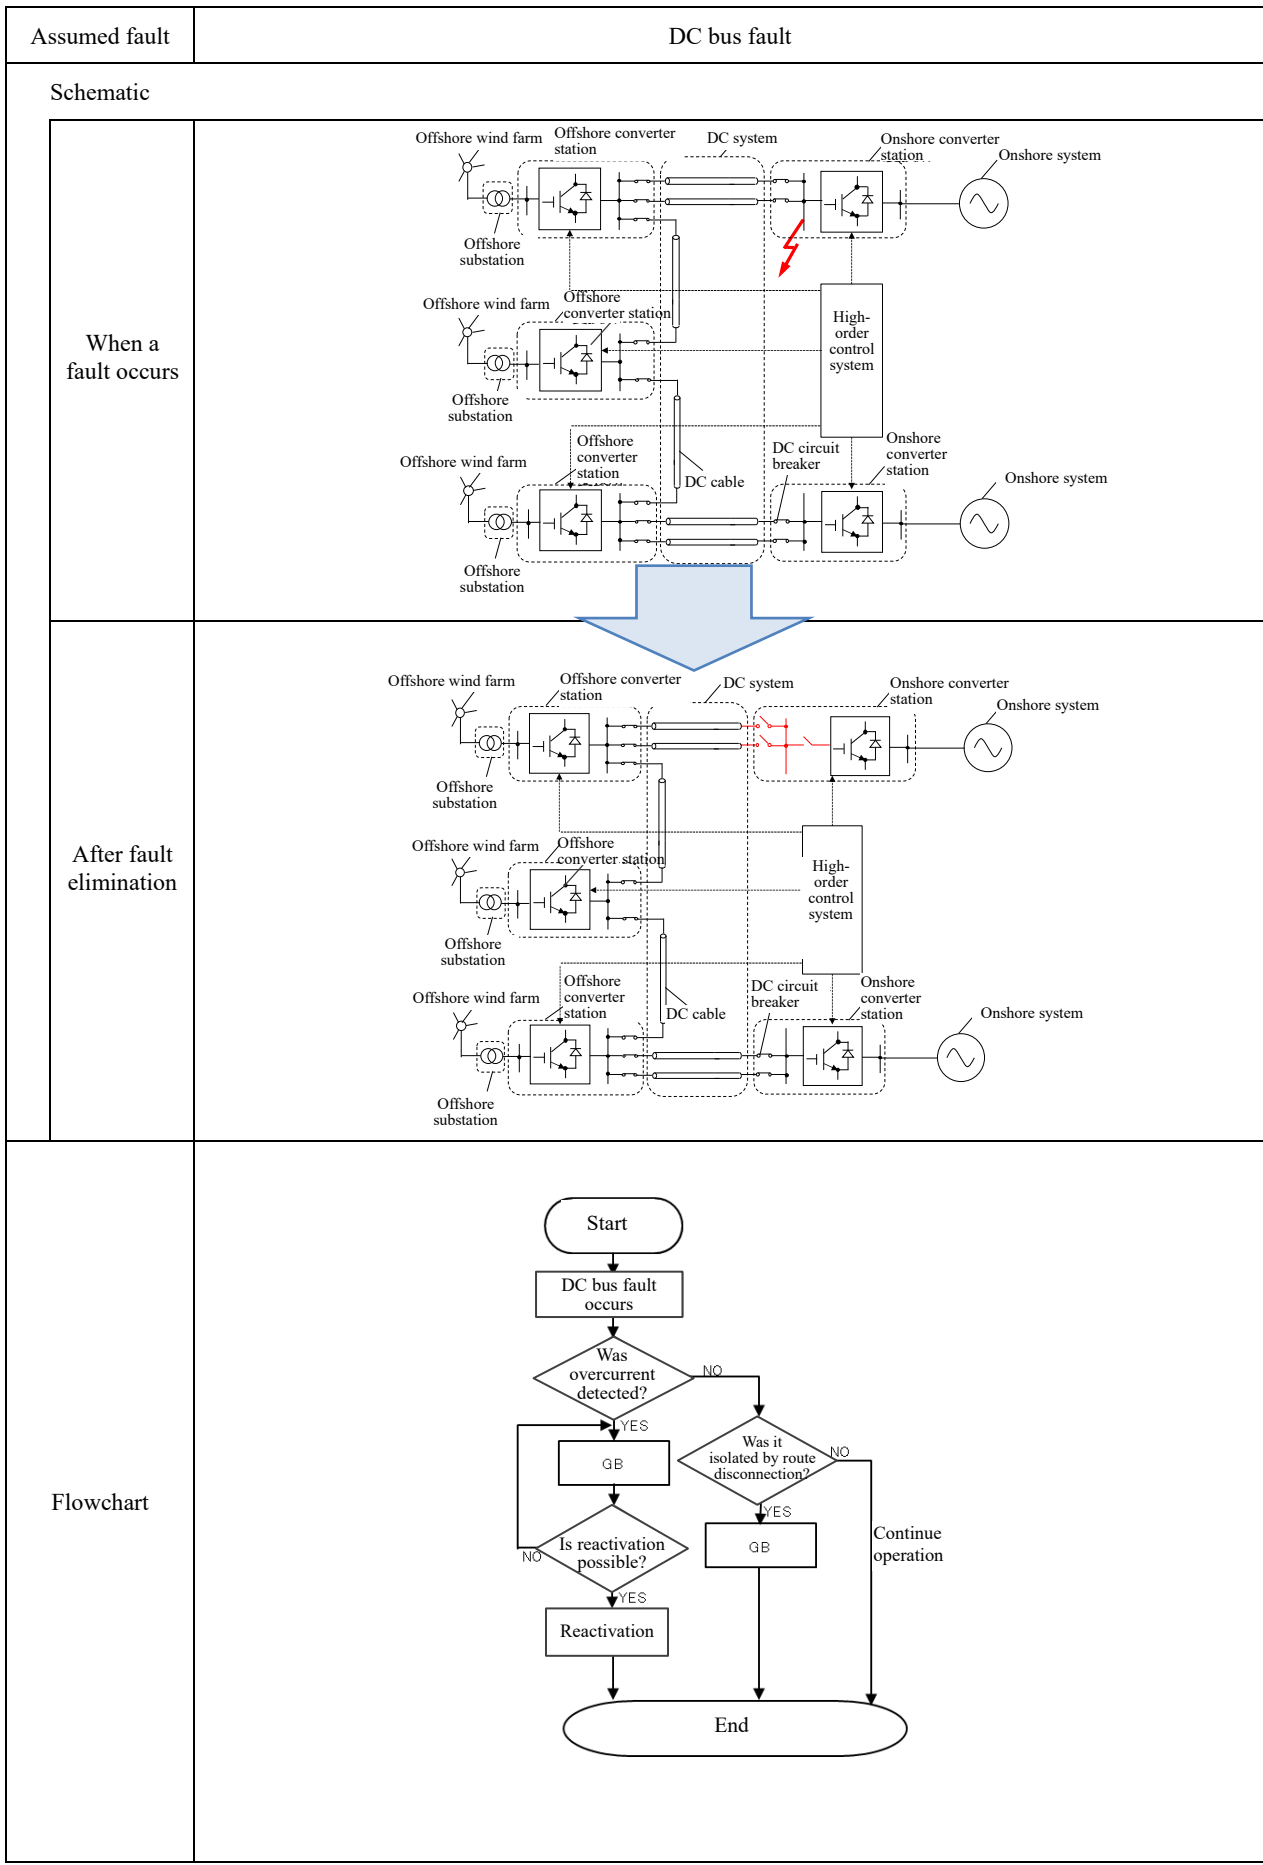 Assumed fault
DC bus fault
Schematic
When a
fault occurs
Offshore wind farm
Offshore converter
station
DC system
Onshore converter
station
Onshore system
Offshore
substation
Offshore wind farm
Offshore
converter station
High-
order
control
system
Offshore
substation
Offshore wind farm
Offshore
converter
station
DC cable
DC circuit
breaker
Onshore
converter
station
Onshore system
Offshore
substation
After fault
elimination
Offshore wind farm
Offshore converter
station
DC system
Onshore converter
station
Onshore system
Offshore
substation
Offshore wind farm
Offshore
converter station
High-
order
control
system
Offshore
substation
Offshore wind farm
Offshore
converter
station
DC cable
DC circuit
breaker
Onshore
converter
station
Onshore system
Offshore
substation
Flowchart
Start
DC bus fault
occurs
Was
overcurrent
detected?
NO
YES
GB
Was it
isolated by route
disconnection?
NO
YES
GB
Continue
operation
Is reactivation
possible?
NO
YES
Reactivation
End